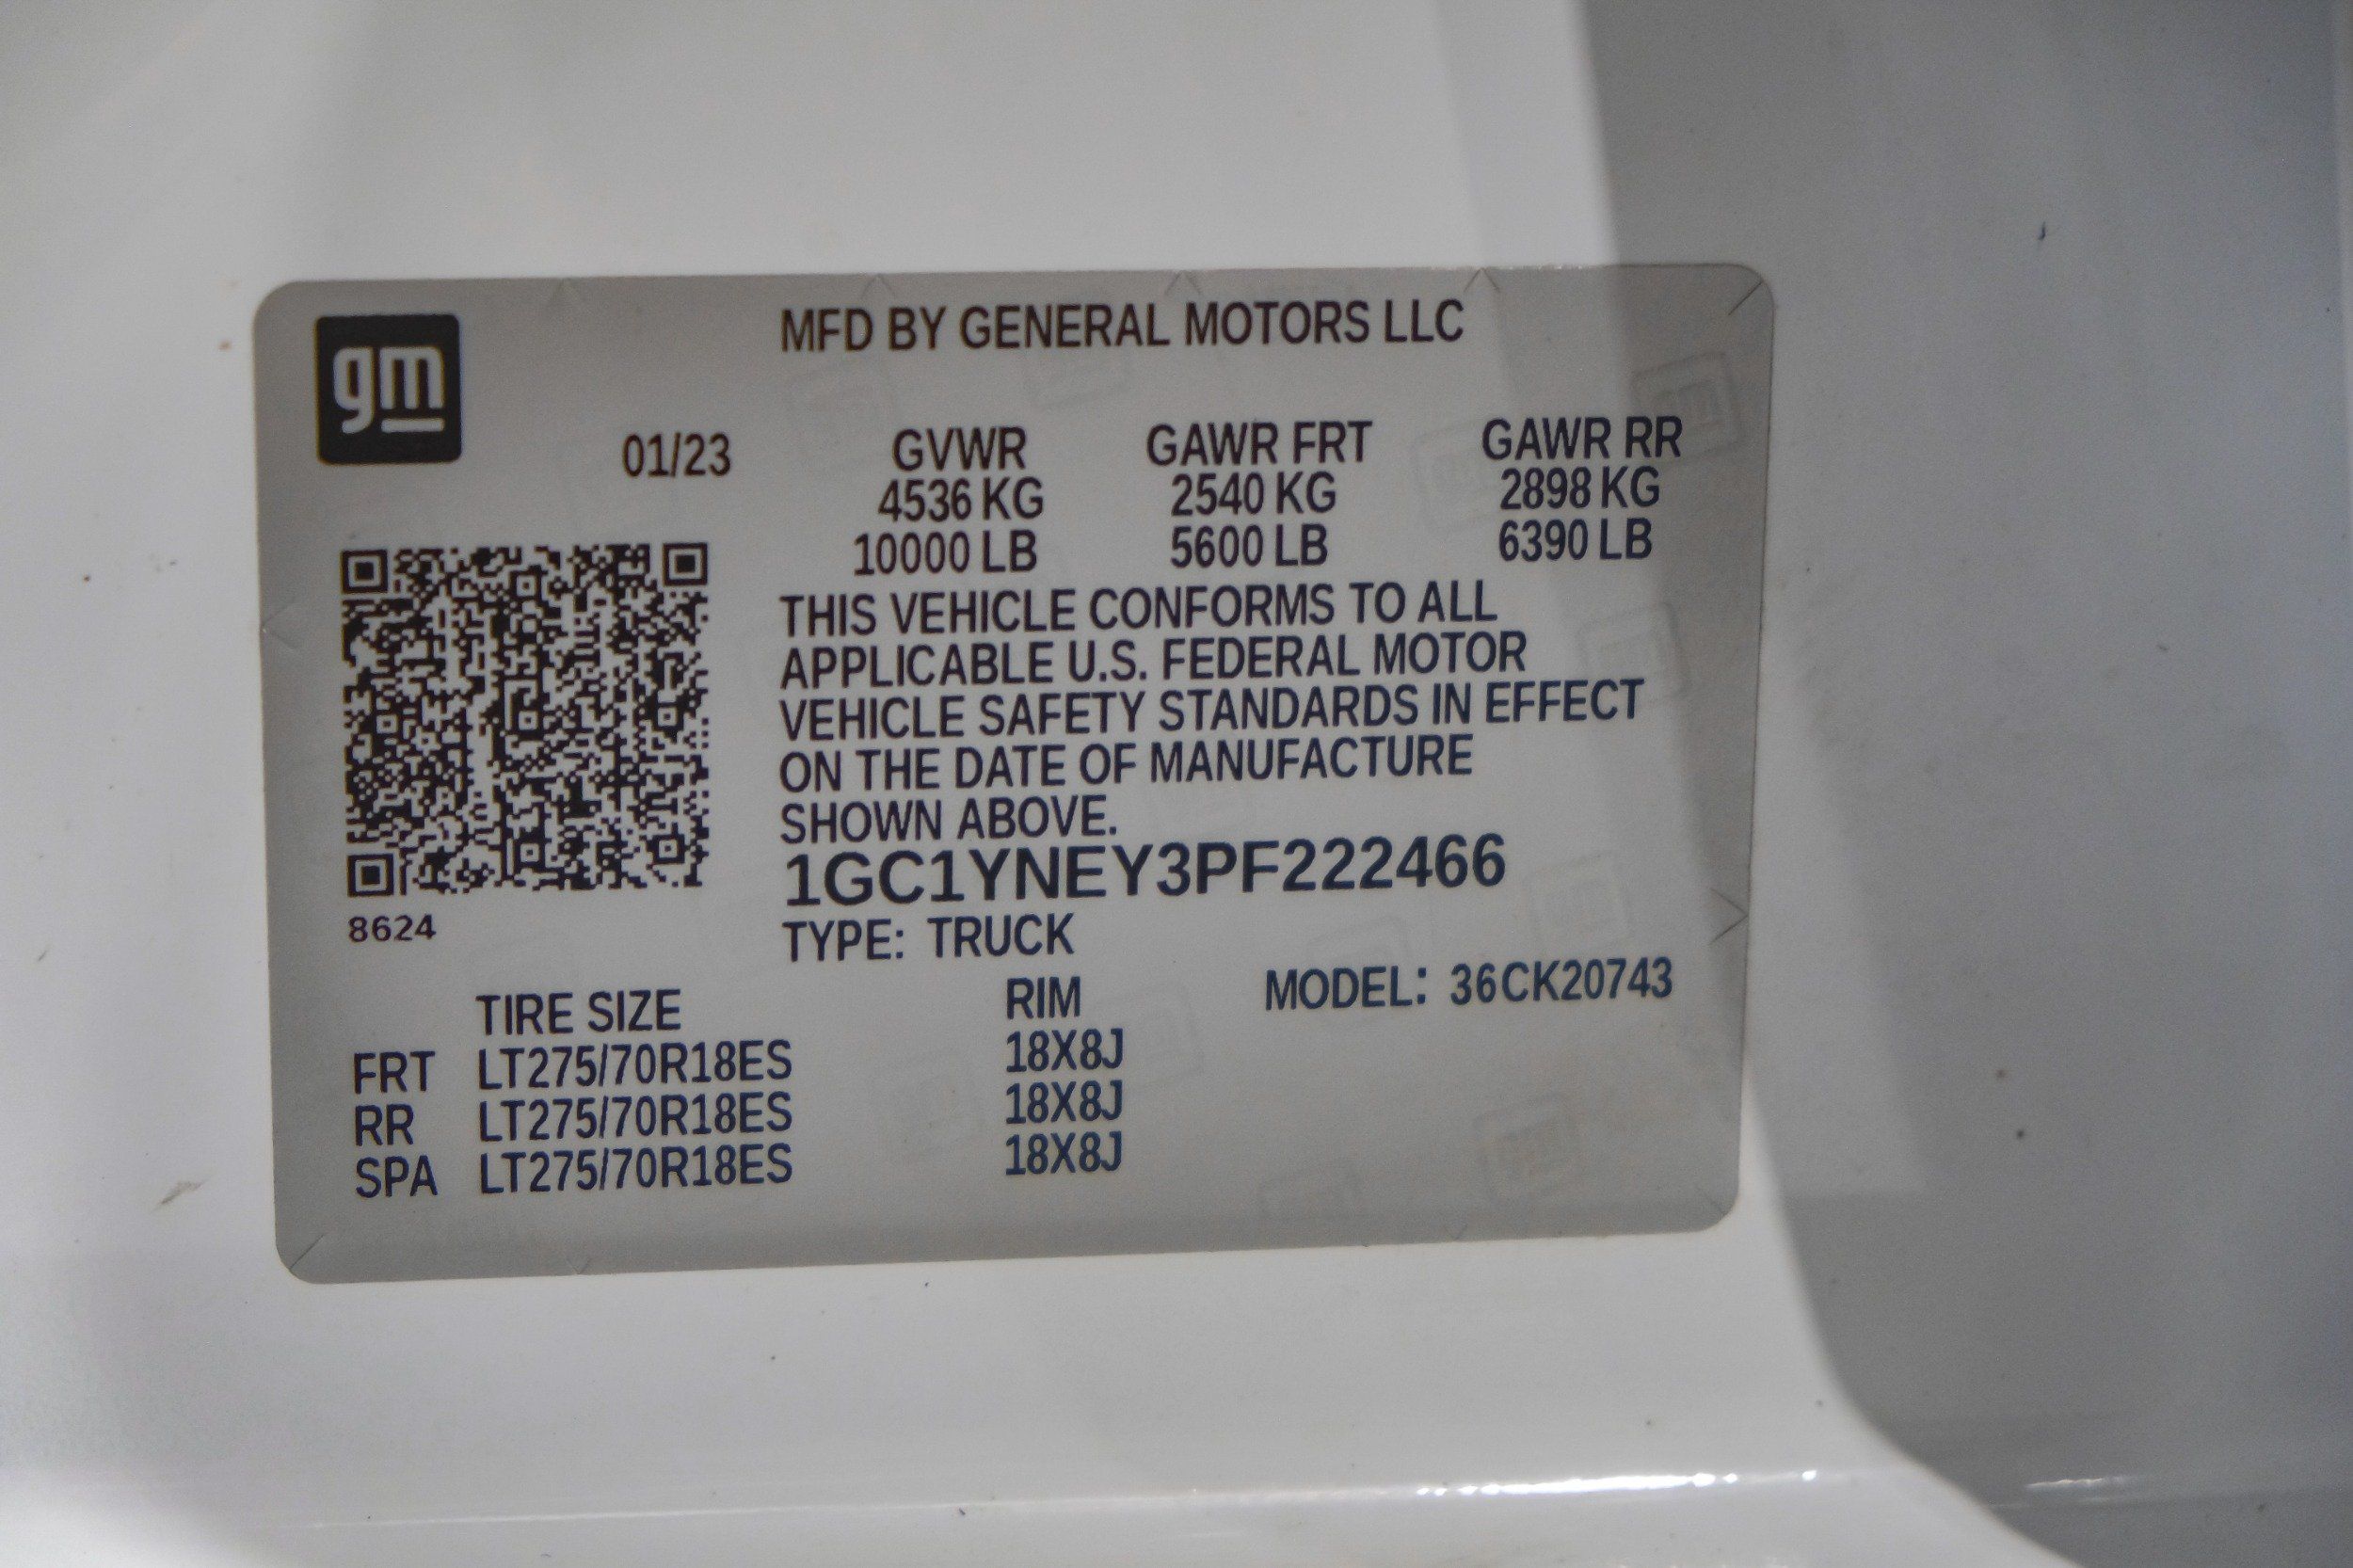 gm
MFD BY GENERAL MOTORS LLC
01/23 GVWR GAWR FRT GAWR RR
4536 KG 2540 KG 2898 KG
10000 LB 5600 LB 6390 LB
THIS VEHICLE CONFORMS TO ALL
APPLICABLE U.S. FEDERAL MOTOR
VEHICLE SAFETY STANDARDS IN EFFECT
ON THE DATE OF MANUFACTURE
SHOWN ABOVE.
1GC1YNEY3PF222466
8624
TYPE: TRUCK
TIRE SIZE RIM MODEL: 36CK20743
FRT LT275/70R18ES 18X8J
RR LT275/70R18ES 18X8J
SPA LT275/70R18ES 18X8J